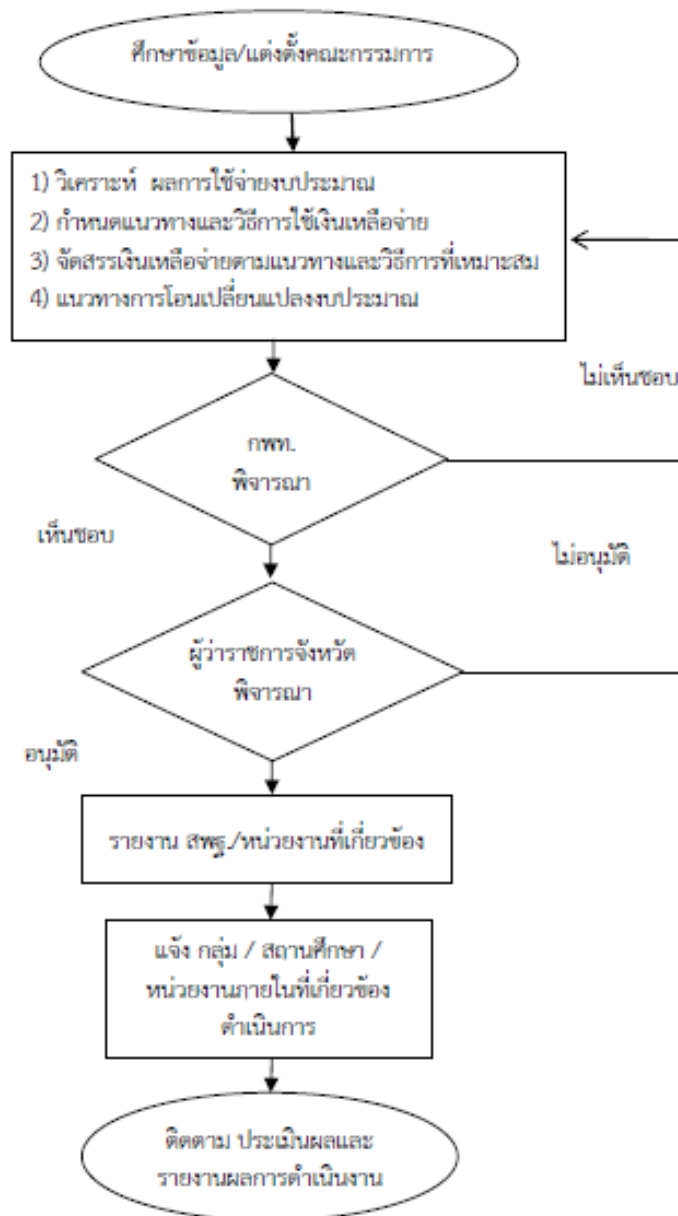 ศึกษาข้อมูล/แต่งตั้งคณะกรรมการ
1) วิเคราะห์ ผลการใช้จ่ายงบประมาณ
2) กำหนดแนวทางและวิธีการใช้เงินเหลือจ่าย
3) จัดสรรเงินเหลือจ่ายตามแนวทางและวิธีการที่เหมาะสม
4) แนวทางการโอนเปลี่ยนแปลงงบประมาณ
ไม่เห็นชอบ
กพท.
พิจารณา
เห็นชอบ
ไม่อนุมัติ
ผู้ว่าราชการจังหวัด
พิจารณา
อนุมัติ
รายงาน สพฐ./หน่วยงานที่เกี่ยวข้อง
แจ้ง กลุ่ม / สถานศึกษา /
หน่วยงานภายในที่เกี่ยวข้อง
ดำเนินการ
ติดตาม ประเมินผลและ
รายงานผลการดำเนินงาน